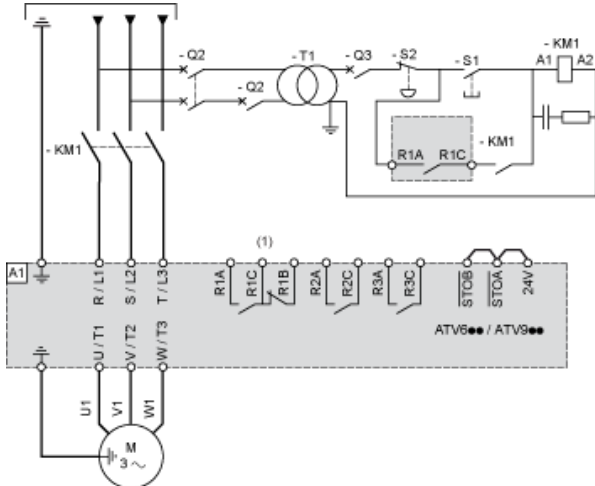 - Q2
- T1
- Q3
- S2
- S1
- KM1
A1
A2
- Q2
- KM1
R1A
R1C
- KM1
(1)
A1
R / L1
S / L2
T / L3
R1A
R1C
R1B
R2A
R2C
R3A
R3C
STOB
STOA
24V
ATV6●● / ATV9●●
U / T1
V / T2
W / T3
U1
V1
W1
M
3 ~